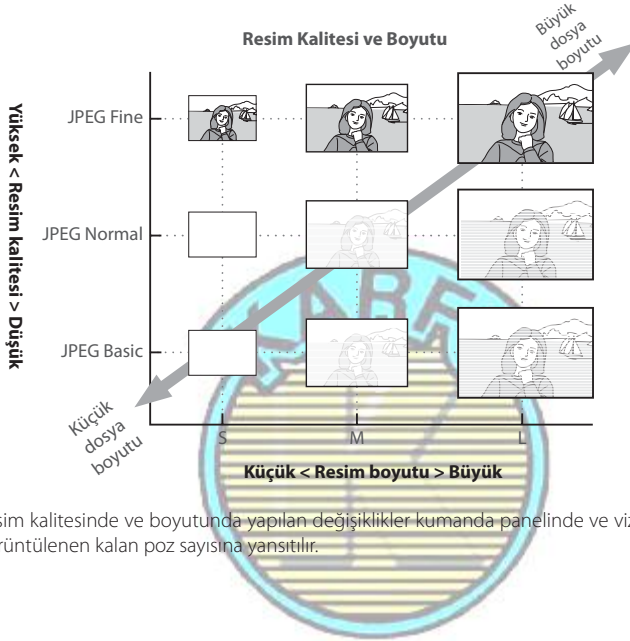 Resim Kalitesi ve Boyutu
Büyük
dosya
boyutu
Yüksek < Resim kalitesi > Düşük
JPEG Fine
JPEG Normal
JPEG Basic
Küçük
dosya
boyutu
S M L
Küçük < Resim boyutu > Büyük
sim kalitesinde ve boyutunda yapılan değişiklikler kumanda panelinde ve viz
rüntülenen kalan poz sayısına yansıtılır.